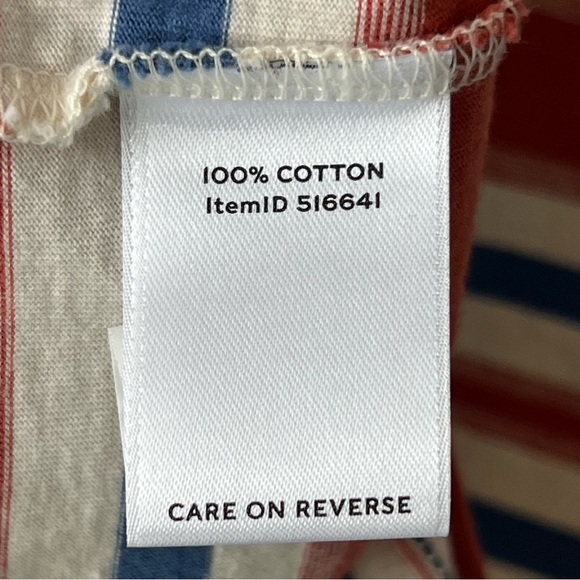 100% COTTON
ItemID 516641
CARE ON REVERSE